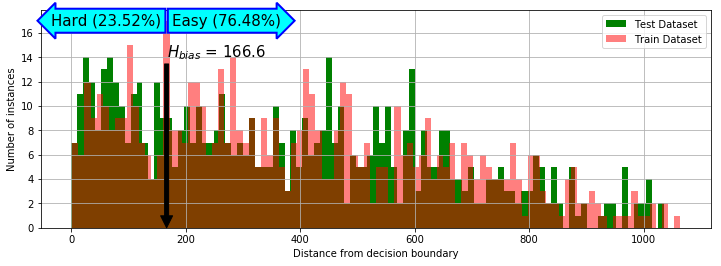 Hard (23.52%) Easy (76.48%)
H_bias = 166.6
Test Dataset
Train Dataset
Number of instances
16
14
12
10
8
6
4
2
0
0 200 400 600 800 1000
Distance from decision boundary